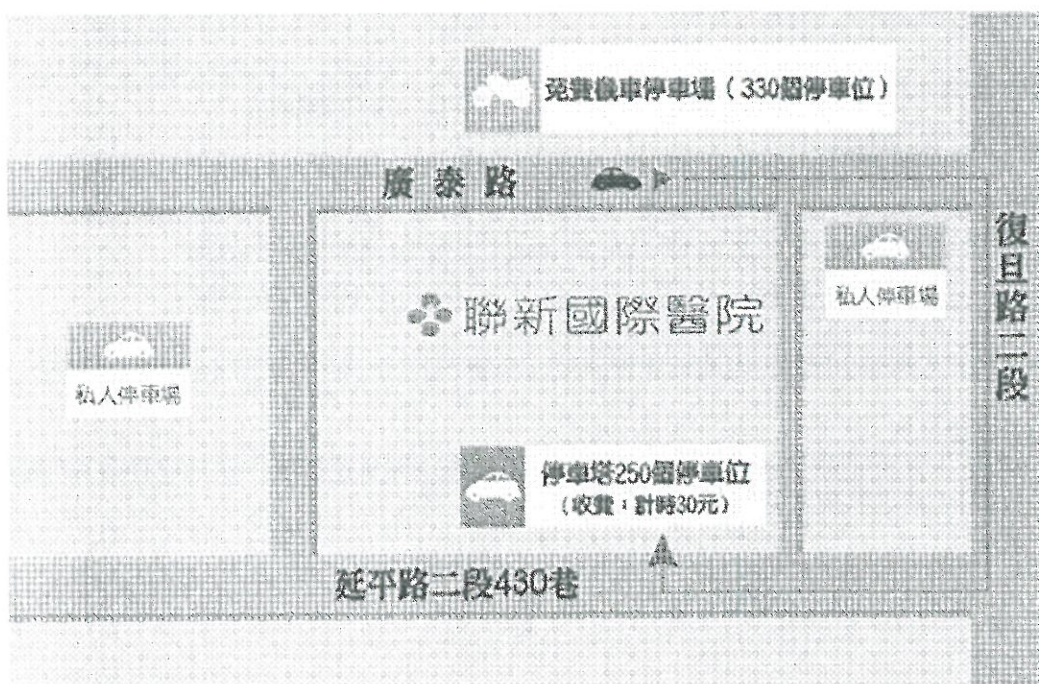 免費機車停車場（330個停車位）
廣泰路
復旦路二段
私人停車場
聯新國際醫院
私人停車場
停車塔250個停車位
（收費：計時30元）
延平路二段430巷